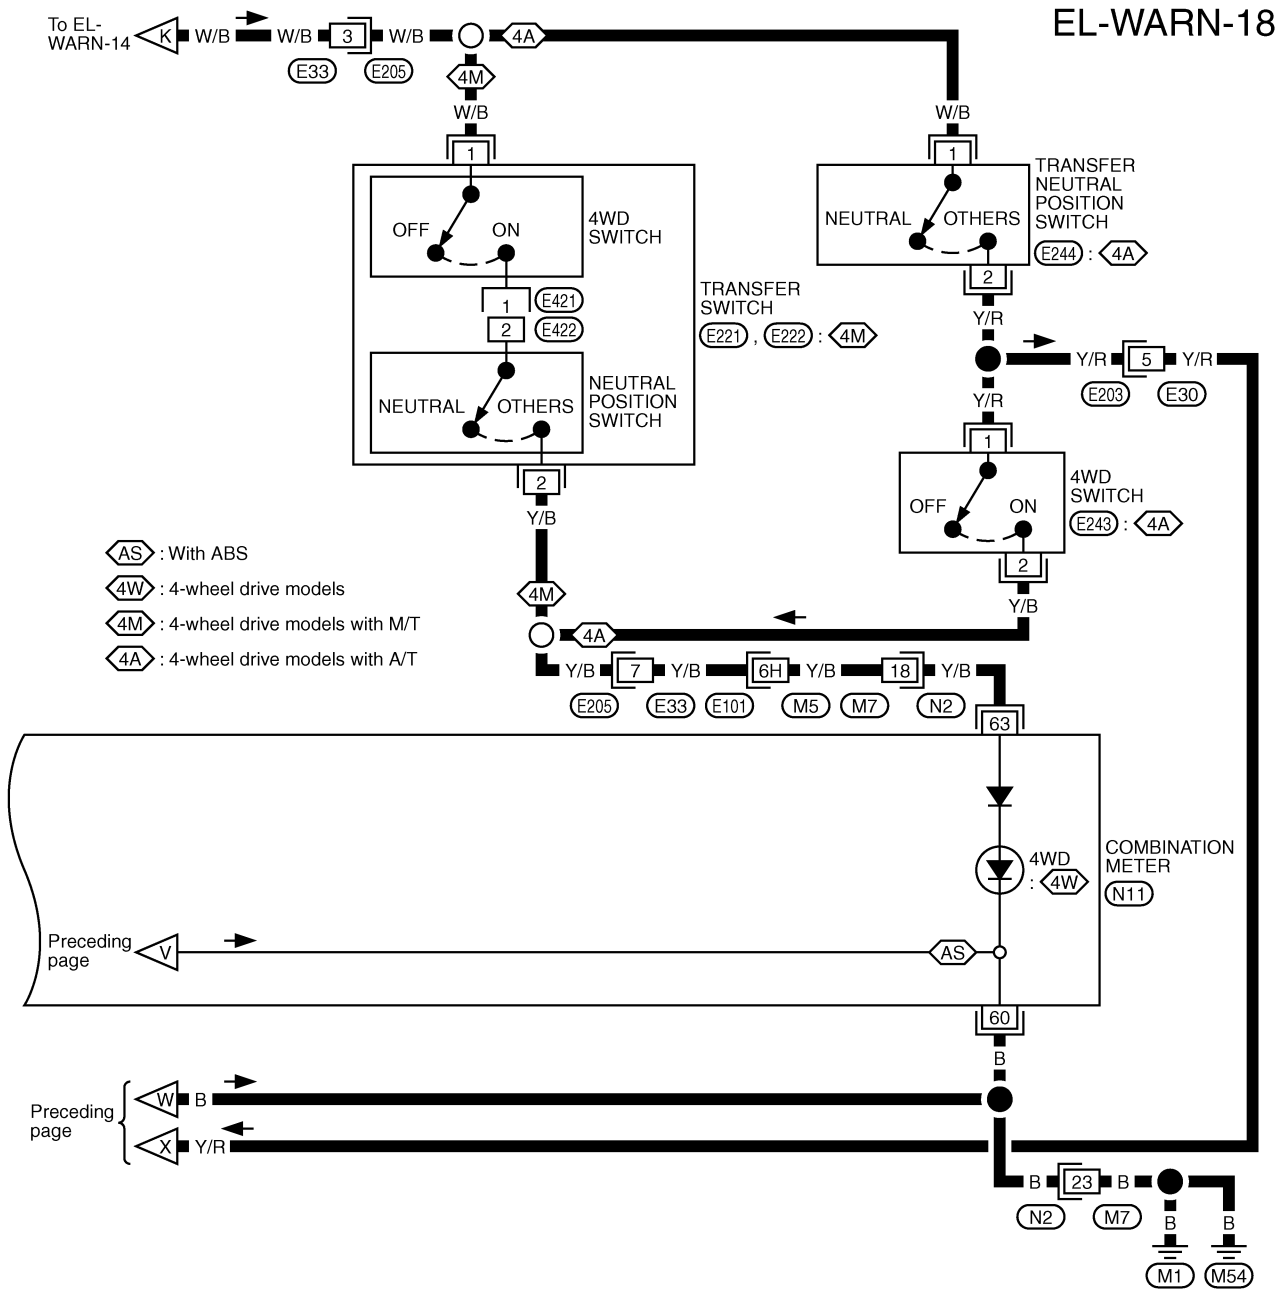 EL-WARN-18
To EL-
WARN-14
K
W/B
W/B
3
W/B
4A
E33
E205
4M
W/B
W/B
1
1
TRANSFER
NEUTRAL
POSITION
SWITCH
E244 : 4A
NEUTRAL
OTHERS
2
OFF
ON
4WD
SWITCH
1
E421
2
E422
TRANSFER
SWITCH
E221 , E222 : 4M
NEUTRAL
OTHERS
NEUTRAL
POSITION
SWITCH
2
Y/B
Y/R
Y/R
5
Y/R
E203
E30
Y/R
1
4WD
SWITCH
E243 : 4A
OFF
ON
2
Y/B
AS : With ABS
4W : 4-wheel drive models
4M : 4-wheel drive models with M/T
4A : 4-wheel drive models with A/T
4M
4A
Y/B
7
Y/B
6H
Y/B
18
Y/B
E205
E33
E101
M5
M7
N2
63
4WD
: 4W
COMBINATION
METER
N11
Preceding
page
V
AS
60
B
Preceding
page
W
B
X
Y/R
B
23
B
N2
M7
B
B
M1
M54